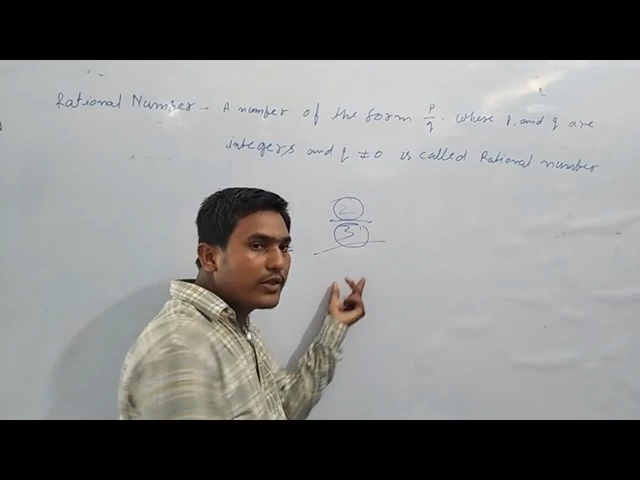 Rational Number - A number of the form p/q. where p, and q are
integers and q ≠ 0 is called Rational number
2
3